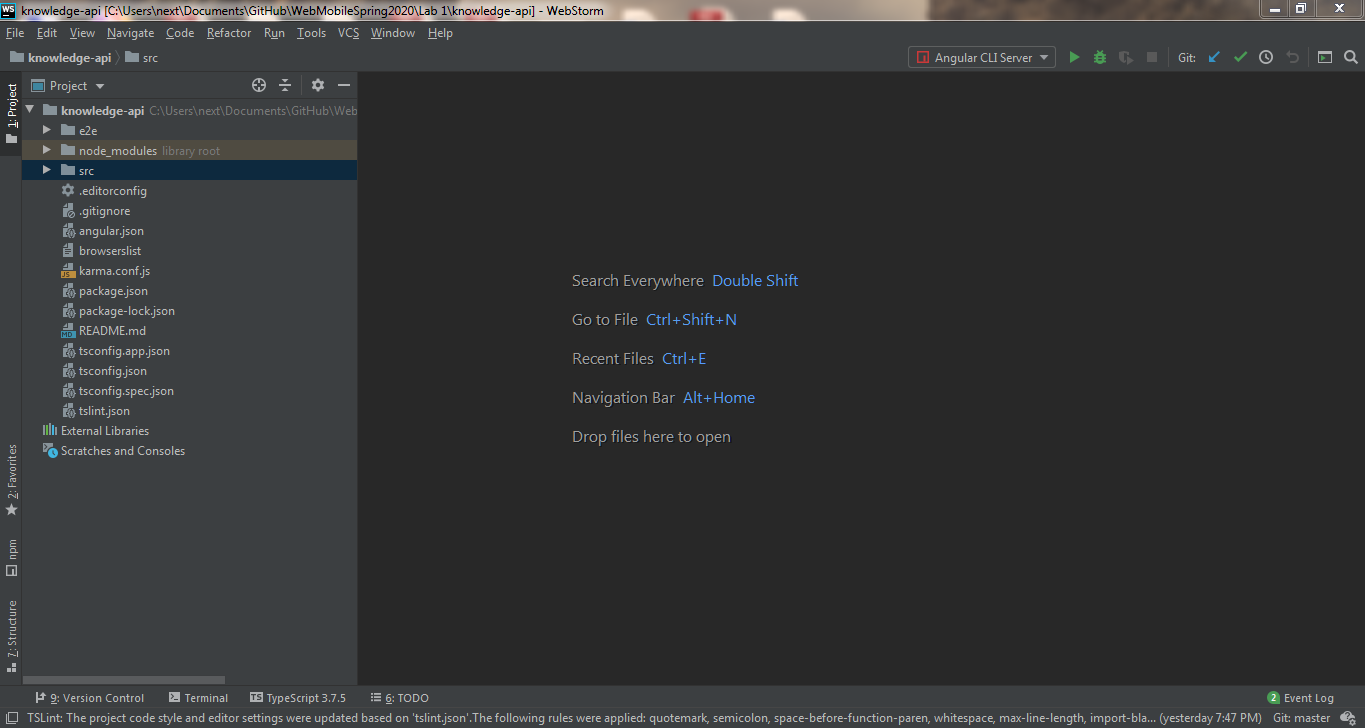 WS knowledge-api [C:\Users\next\Documents\GitHub\WebMobileSpring2020\Lab 1\knowledge-api] - WebStorm
File Edit View Navigate Code Refactor Run Tools VCS Window Help
knowledge-api src Angular CLI Server Git:
1: Project
Project
knowledge-api C:\Users\next\Documents\GitHub\Web
e2e
node_modules library root
src
.editorconfig
.gitignore
angular.json
browserslist
JS karma.conf.js
package.json
package-lock.json
MD README.md
tsconfig.app.json
tsconfig.json
tsconfig.spec.json
tslint.json
External Libraries
Scratches and Consoles
Search Everywhere Double Shift
Go to File Ctrl+Shift+N
Recent Files Ctrl+E
Navigation Bar Alt+Home
Drop files here to open
2: Favorites
npm
7: Structure
9: Version Control Terminal TS TypeScript 3.7.5 6: TODO 2 Event Log
TSLint: The project code style and editor settings were updated based on 'tslint.json'.The following rules were applied: quotemark, semicolon, space-before-function-paren, whitespace, max-line-length, import-bla... (yesterday 7:47 PM) Git: master